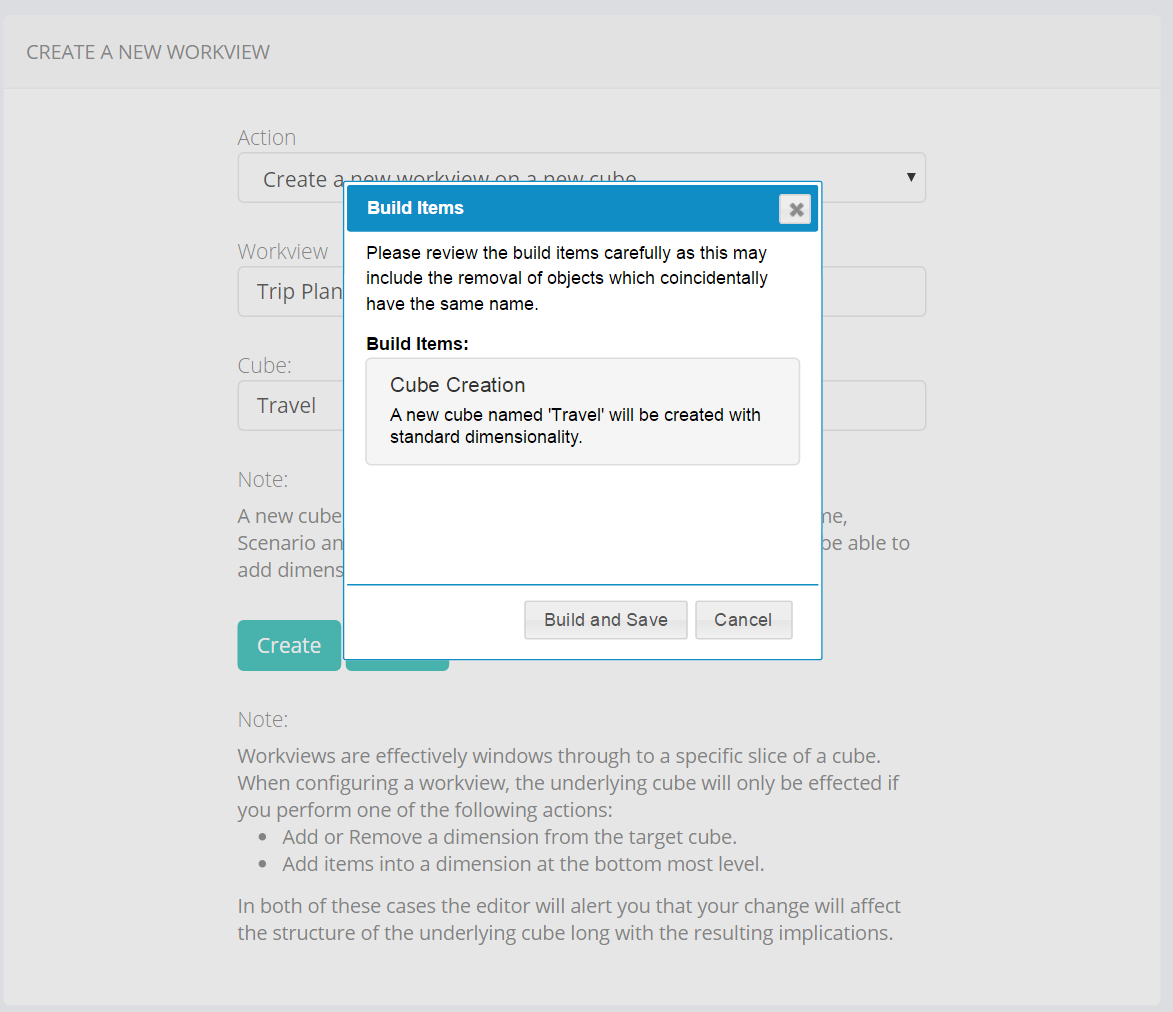 CREATE A NEW WORKVIEW
Action
Create a new workview on a new cube
Build Items
Please review the build items carefully as this may
include the removal of objects which coincidentally
have the same name.
Build Items:
Cube Creation
A new cube named 'Travel' will be created with
standard dimensionality.
Build and Save
Cancel
Workview
Trip Plan
Cube:
Travel
Note:
A new cube
Scenario
be able to
add
Create
Note:
Workviews are effectively windows through to a specific slice of a cube.
When configuring a workview, the underlying cube will only be effected if
you perform one of the following actions:
• Add or Remove a dimension from the target cube.
• Add items into a dimension at the bottom most level.
In both of these cases the editor will alert you that your change will affect
the structure of the underlying cube long with the resulting implications.